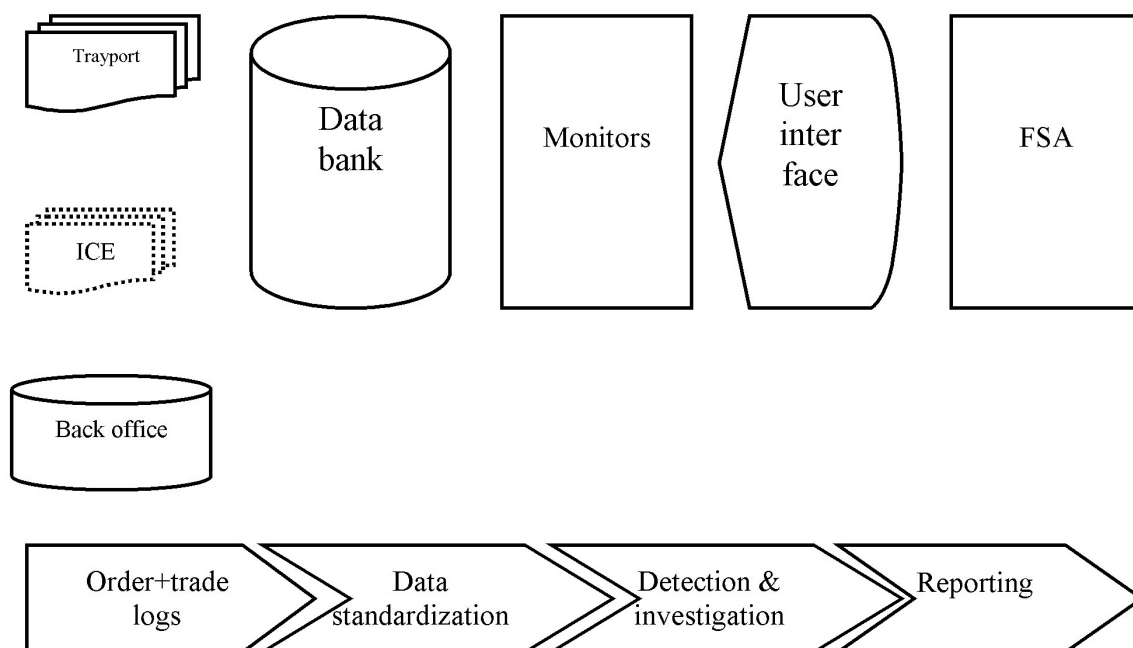 Trayport
ICE
Back office
Data
bank
Monitors
User
inter
face
FSA
Order+trade
logs
Data
standardization
Detection &
investigation
Reporting